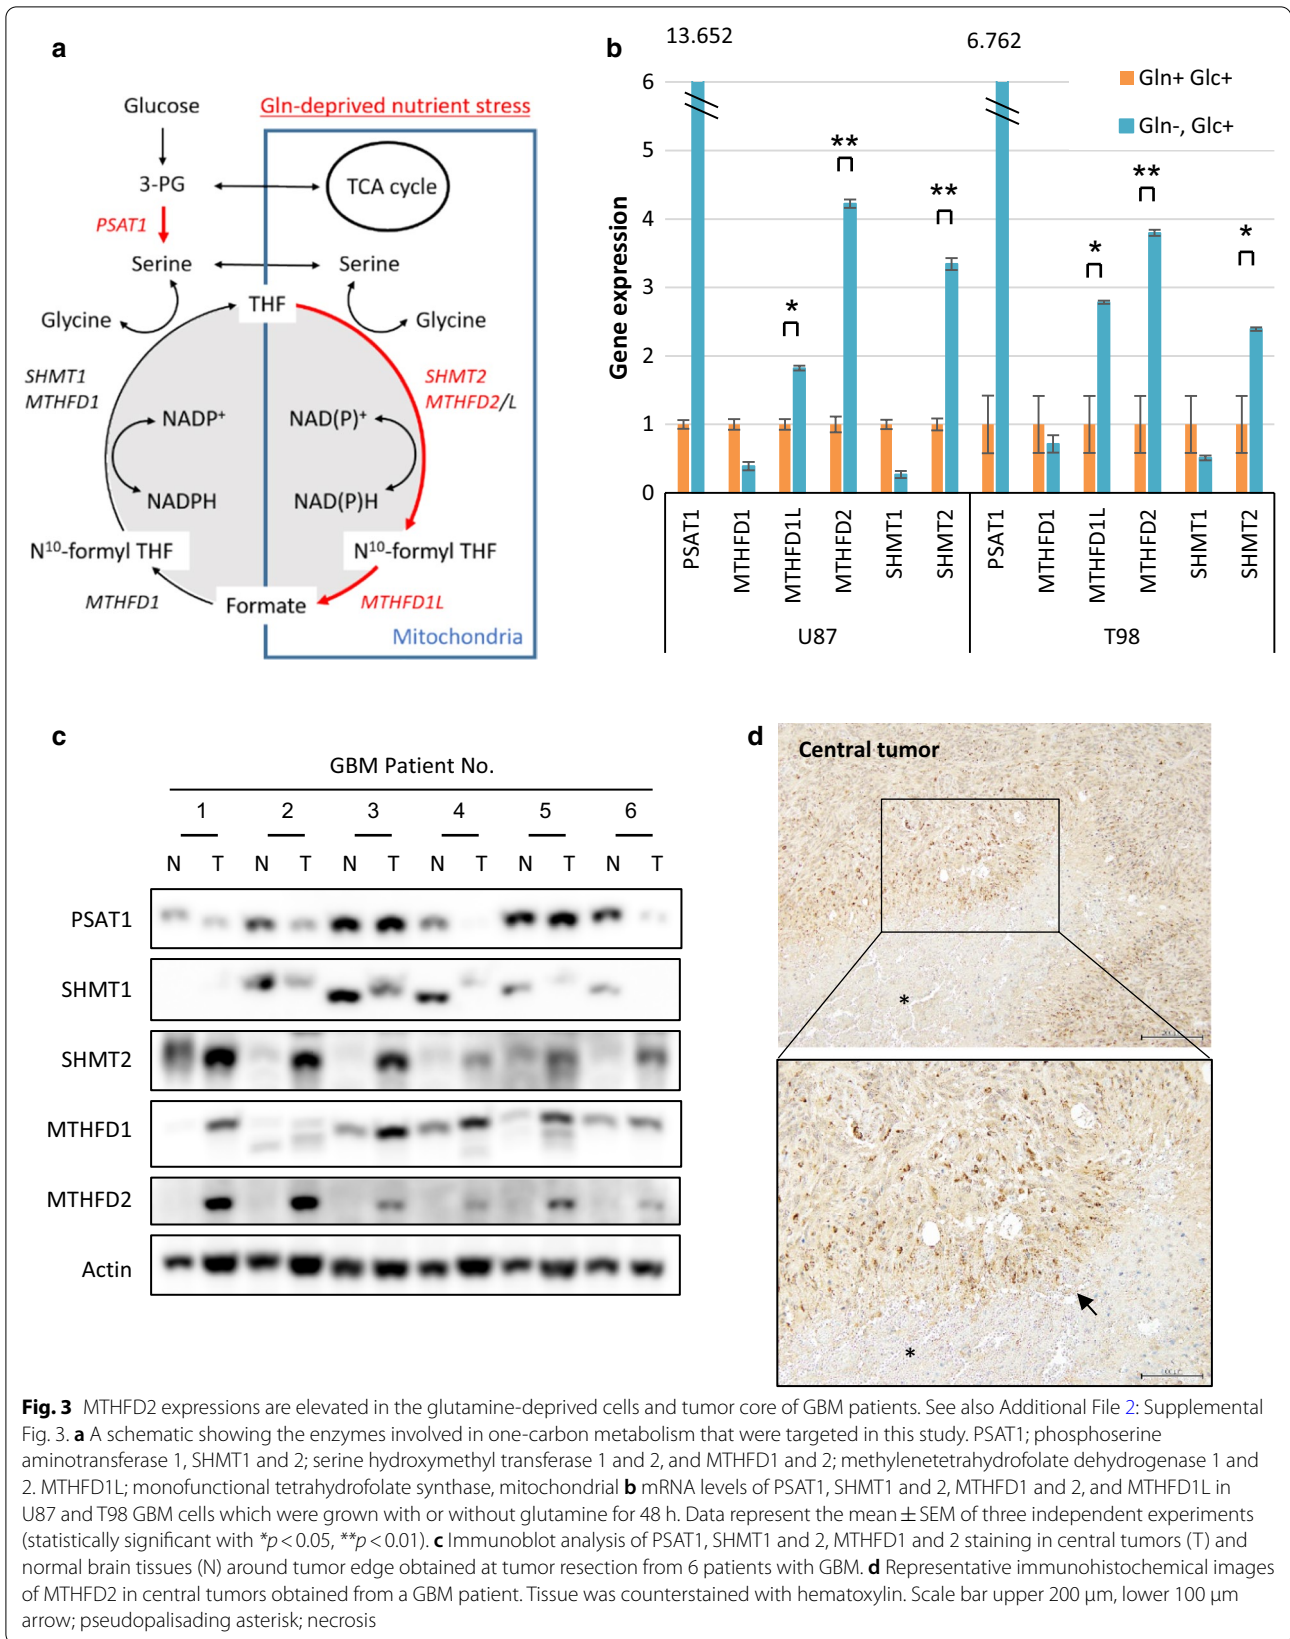 a
Glucose
Gln-deprived nutrient stress
3-PG
TCA cycle
PSAT1
Serine
Serine
THF
Glycine
Glycine
SHMT1
MTHFD1
SHMT2
MTHFD2/L
NADP+
NAD(P)+
NADPH
NAD(P)H
N10-formyl THF
N10-formyl THF
MTHFD1
Formate
MTHFD1L
Mitochondria
b
13.652
6.762
Gln+ Glc+
Gln-, Glc+
Gene expression
6
5
4
3
2
1
0
*
**
**
*
**
*
PSAT1
MTHFD1
MTHFD1L
MTHFD2
SHMT1
SHMT2
PSAT1
MTHFD1
MTHFD1L
MTHFD2
SHMT1
SHMT2
U87
T98
c
GBM Patient No.
1 2 3 4 5 6
N T N T N T N T N T N T
PSAT1
SHMT1
SHMT2
MTHFD1
MTHFD2
Actin
d
Central tumor
*
*
Fig. 3 MTHFD2 expressions are elevated in the glutamine-deprived cells and tumor core of GBM patients. See also Additional File 2: Supplemental
Fig. 3. a A schematic showing the enzymes involved in one-carbon metabolism that were targeted in this study. PSAT1; phosphoserine
aminotransferase 1, SHMT1 and 2; serine hydroxymethyl transferase 1 and 2, and MTHFD1 and 2; methylenetetrahydrofolate dehydrogenase 1 and
2. MTHFD1L; monofunctional tetrahydrofolate synthase, mitochondrial b mRNA levels of PSAT1, SHMT1 and 2, MTHFD1 and 2, and MTHFD1L in
U87 and T98 GBM cells which were grown with or without glutamine for 48 h. Data represent the mean ± SEM of three independent experiments
(statistically significant with *p < 0.05, **p < 0.01). c Immunoblot analysis of PSAT1, SHMT1 and 2, MTHFD1 and 2 staining in central tumors (T) and
normal brain tissues (N) around tumor edge obtained at tumor resection from 6 patients with GBM. d Representative immunohistochemical images
of MTHFD2 in central tumors obtained from a GBM patient. Tissue was counterstained with hematoxylin. Scale bar upper 200 μm, lower 100 μm
arrow; pseudopalisading asterisk; necrosis